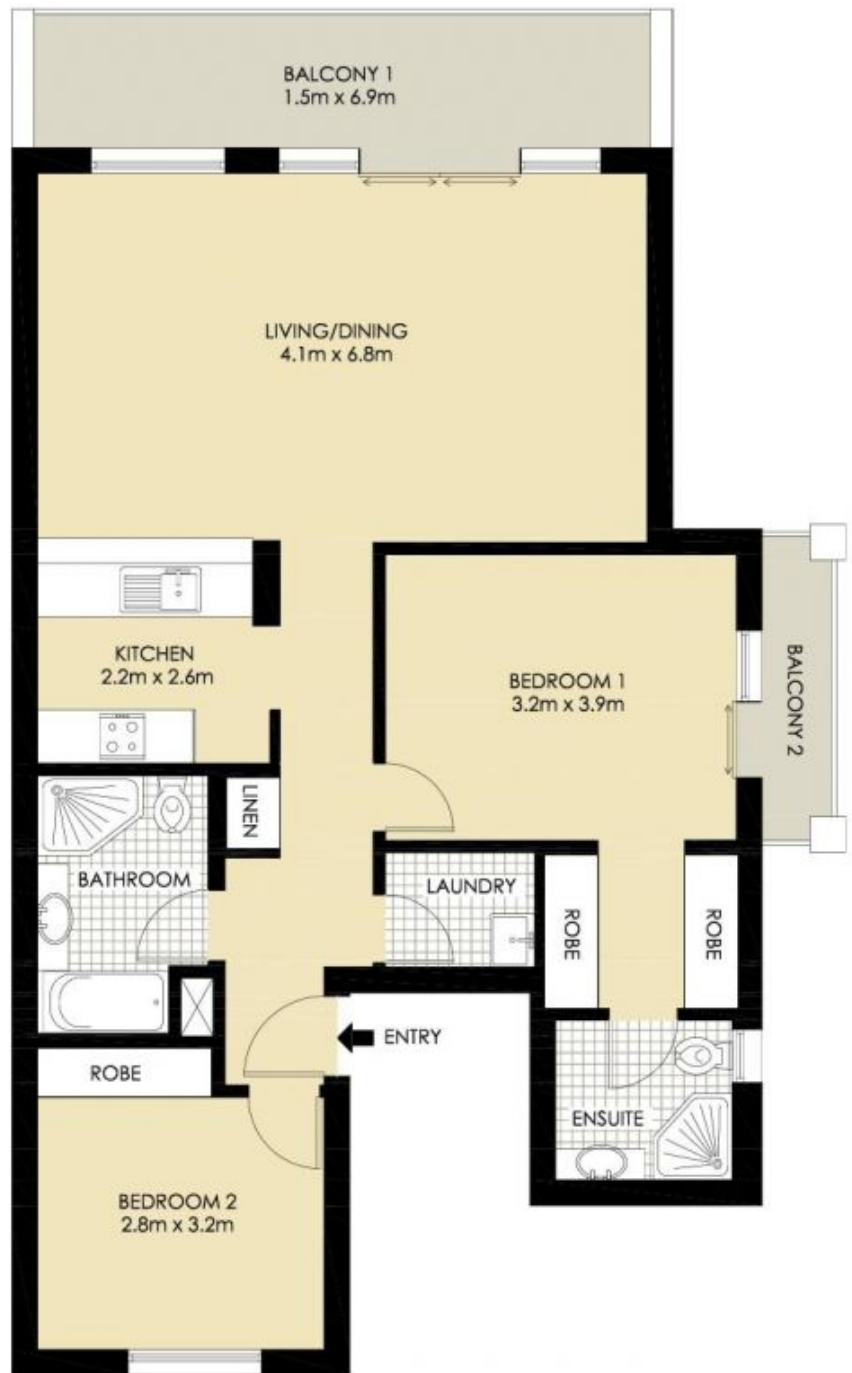 BALCONY 1
1.5m x 6.9m
LIVING/DINING
4.1m x 6.8m
KITCHEN
2.2m x 2.6m
BEDROOM 1
3.2m x 3.9m
BALCONY 2
LINEN
BATHROOM
LAUNDRY
ROBE
ROBE
ENTRY
ROBE
ENSUITE
BEDROOM 2
2.8m x 3.2m